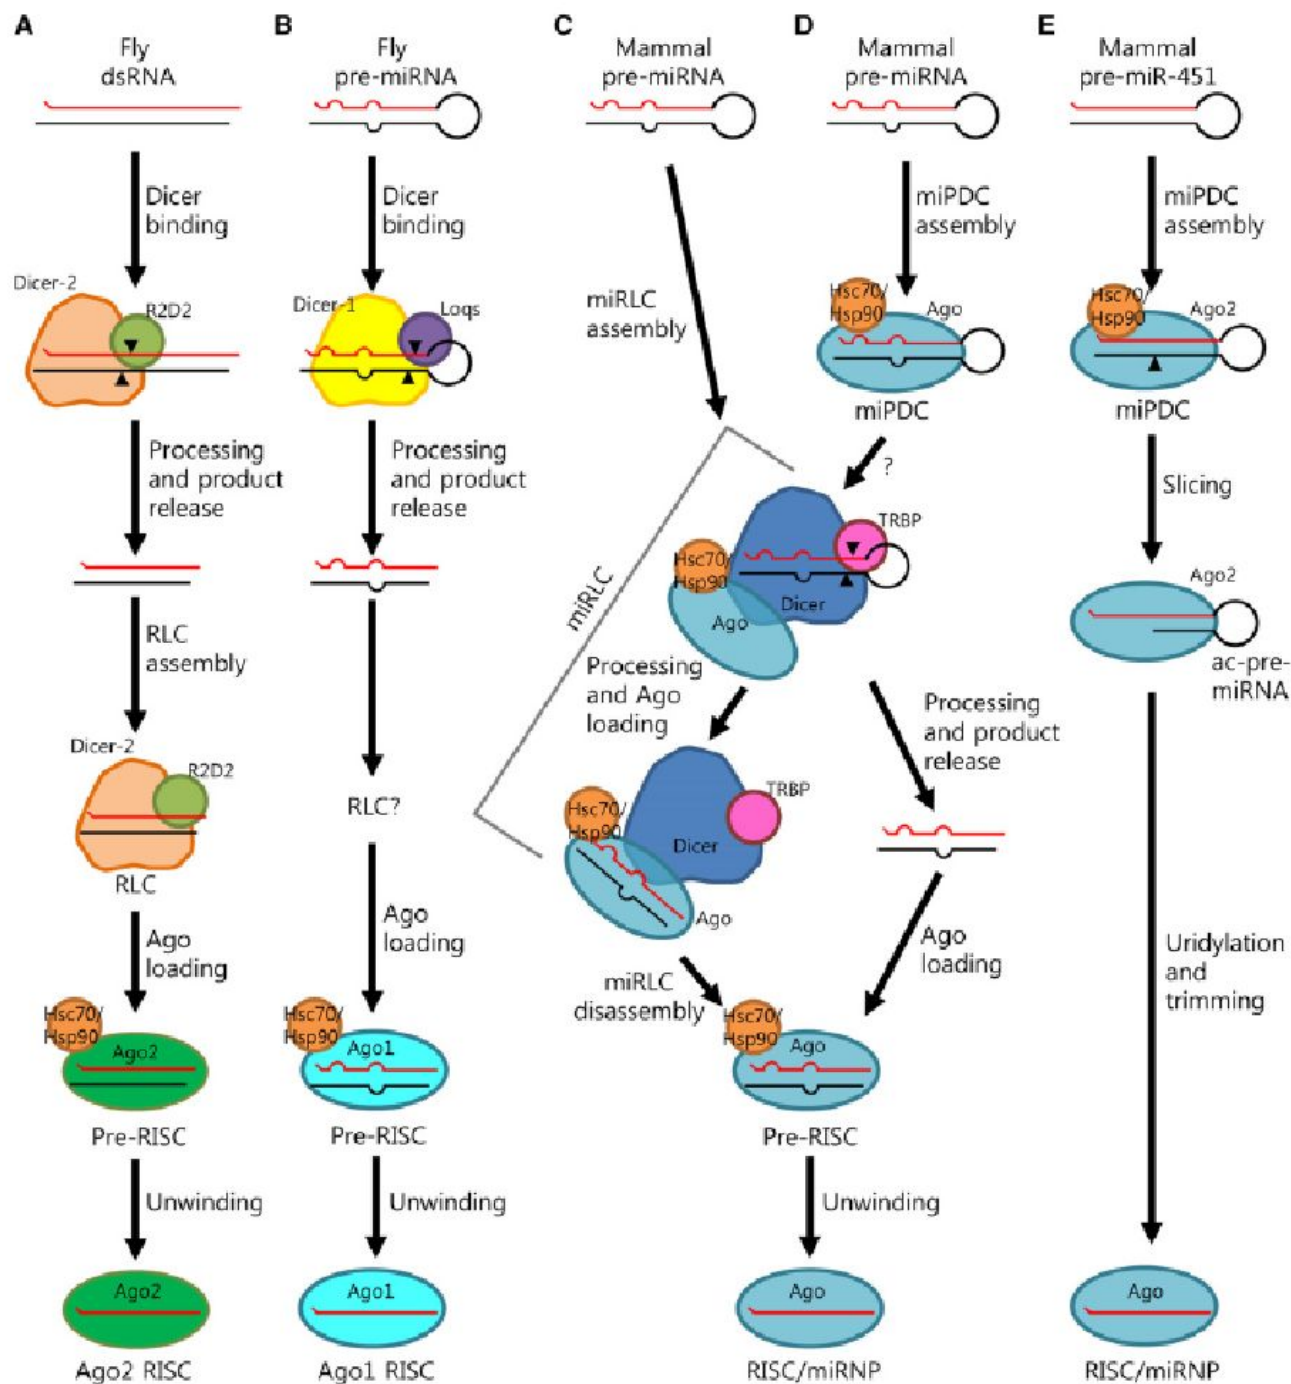 A
Fly
dsRNA
Dicer
binding
Dicer-2
R2D2
Processing
and product
release
RLC
assembly
Dicer-2
R2D2
RLC
Ago
loading
Hsc70/
Hsp90
Ago2
Pre-RISC
Unwinding
Ago2
Ago2 RISC
B
Fly
pre-miRNA
Dicer
binding
Dicer-1
Loqs
Processing
and product
release
RLC?
Ago
loading
Hsc70/
Hsp90
Ago1
Pre-RISC
Unwinding
Ago1
Ago1 RISC
C
Mammal
pre-miRNA
miRLC
assembly
miRLC
D
Mammal
pre-miRNA
miPDC
assembly
Hsc70/
Hsp90
Ago
miPDC
?
TRBP
Hsc70/
Hsp90
Dicer
Ago
Processing
and Ago
loading
Processing
and product
release
TRBP
Hsc70/
Hsp90
Dicer
Ago
miRLC
disassembly
Ago
loading
Hsc70/
Hsp90
Ago
Pre-RISC
Unwinding
Ago
RISC/miRNP
E
Mammal
pre-miR-451
miPDC
assembly
Hsc70/
Hsp90
Ago2
miPDC
Slicing
Ago2
ac-pre-
miRNA
Uridylation
and
trimming
Ago
RISC/miRNP